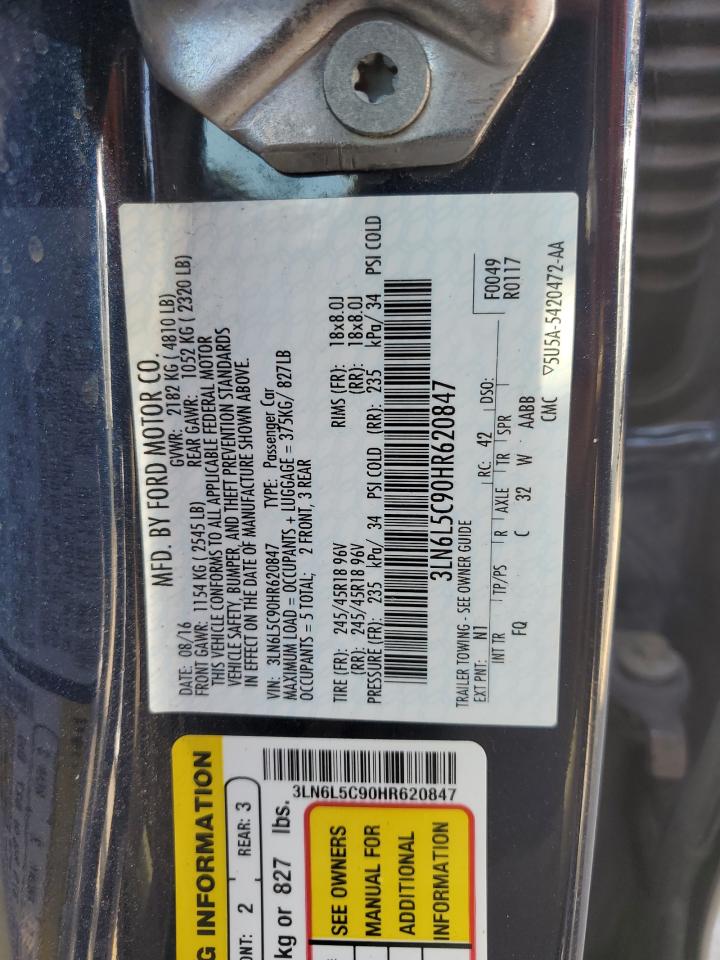 MFD. BY FORD MOTOR CO.
DATE: 08/16 GVWR: 2182 KG ( 4810 LB)
FRONT GAWR: 1154 KG ( 2545 LB) REAR GAWR: 1052 KG ( 2320 LB)
THIS VEHICLE CONFORMS TO ALL APPLICABLE FEDERAL MOTOR
VEHICLE SAFETY, BUMPER, AND THEFT PREVENTION STANDARDS
IN EFFECT ON THE DATE OF MANUFACTURE SHOWN ABOVE.
VIN: 3LN6L5C90HR620847 TYPE: Passenger Car
MAXIMUM LOAD = OCCUPANTS + LUGGAGE = 375KG/ 827LB
OCCUPANTS = 5 TOTAL; 2 FRONT, 3 REAR
TIRE (FR): 245/45R18 96V RIMS (FR): 18x8.0J
(RR): 245/45R18 96V (RR): 18x8.0J
PRESSURE (FR): 235 kPa/ 34 PSI COLD (RR): 235 kPa/ 34 PSI COLD
3LN6L5C90HR620847
TRAILER TOWING - SEE OWNER GUIDE
EXT PNT: N1 RC: 42 DSO: F0049
R0117
INT TR TP/PS R AXLE TR SPR
FQ C 32 W AABB
CMC ▽5U5A-5420472-AA
G INFORMATION
ONT: 2 REAR: 3
kg or 827 lbs.
3LN6L5C90HR620847
SEE OWNERS
MANUAL FOR
ADDITIONAL
INFORMATION